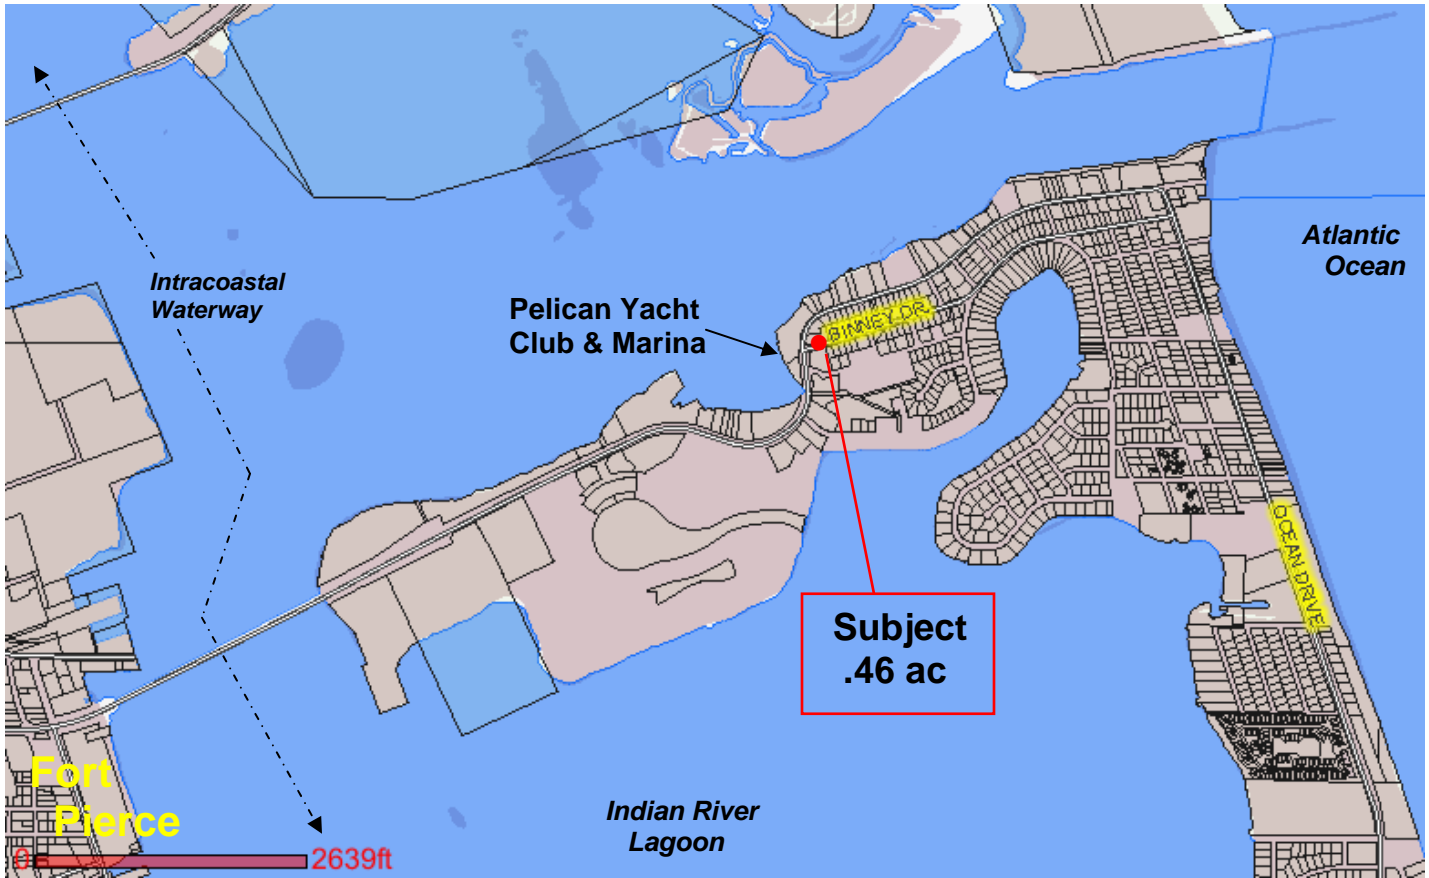 Atlantic
Ocean
Intracoastal
Waterway
Pelican Yacht
Club & Marina
BINNEY DR.
OCEAN DRIVE
Subject
.46 ac
Fort
Pierce
Indian River
Lagoon
0
2639ft